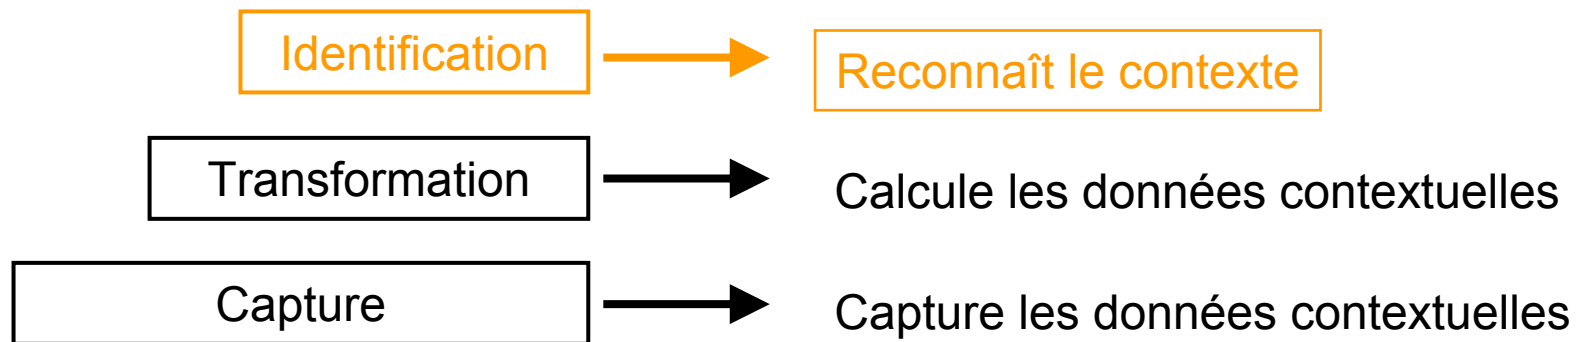 Identification
Reconnaît le contexte
Transformation
Calcule les données contextuelles
Capture
Capture les données contextuelles